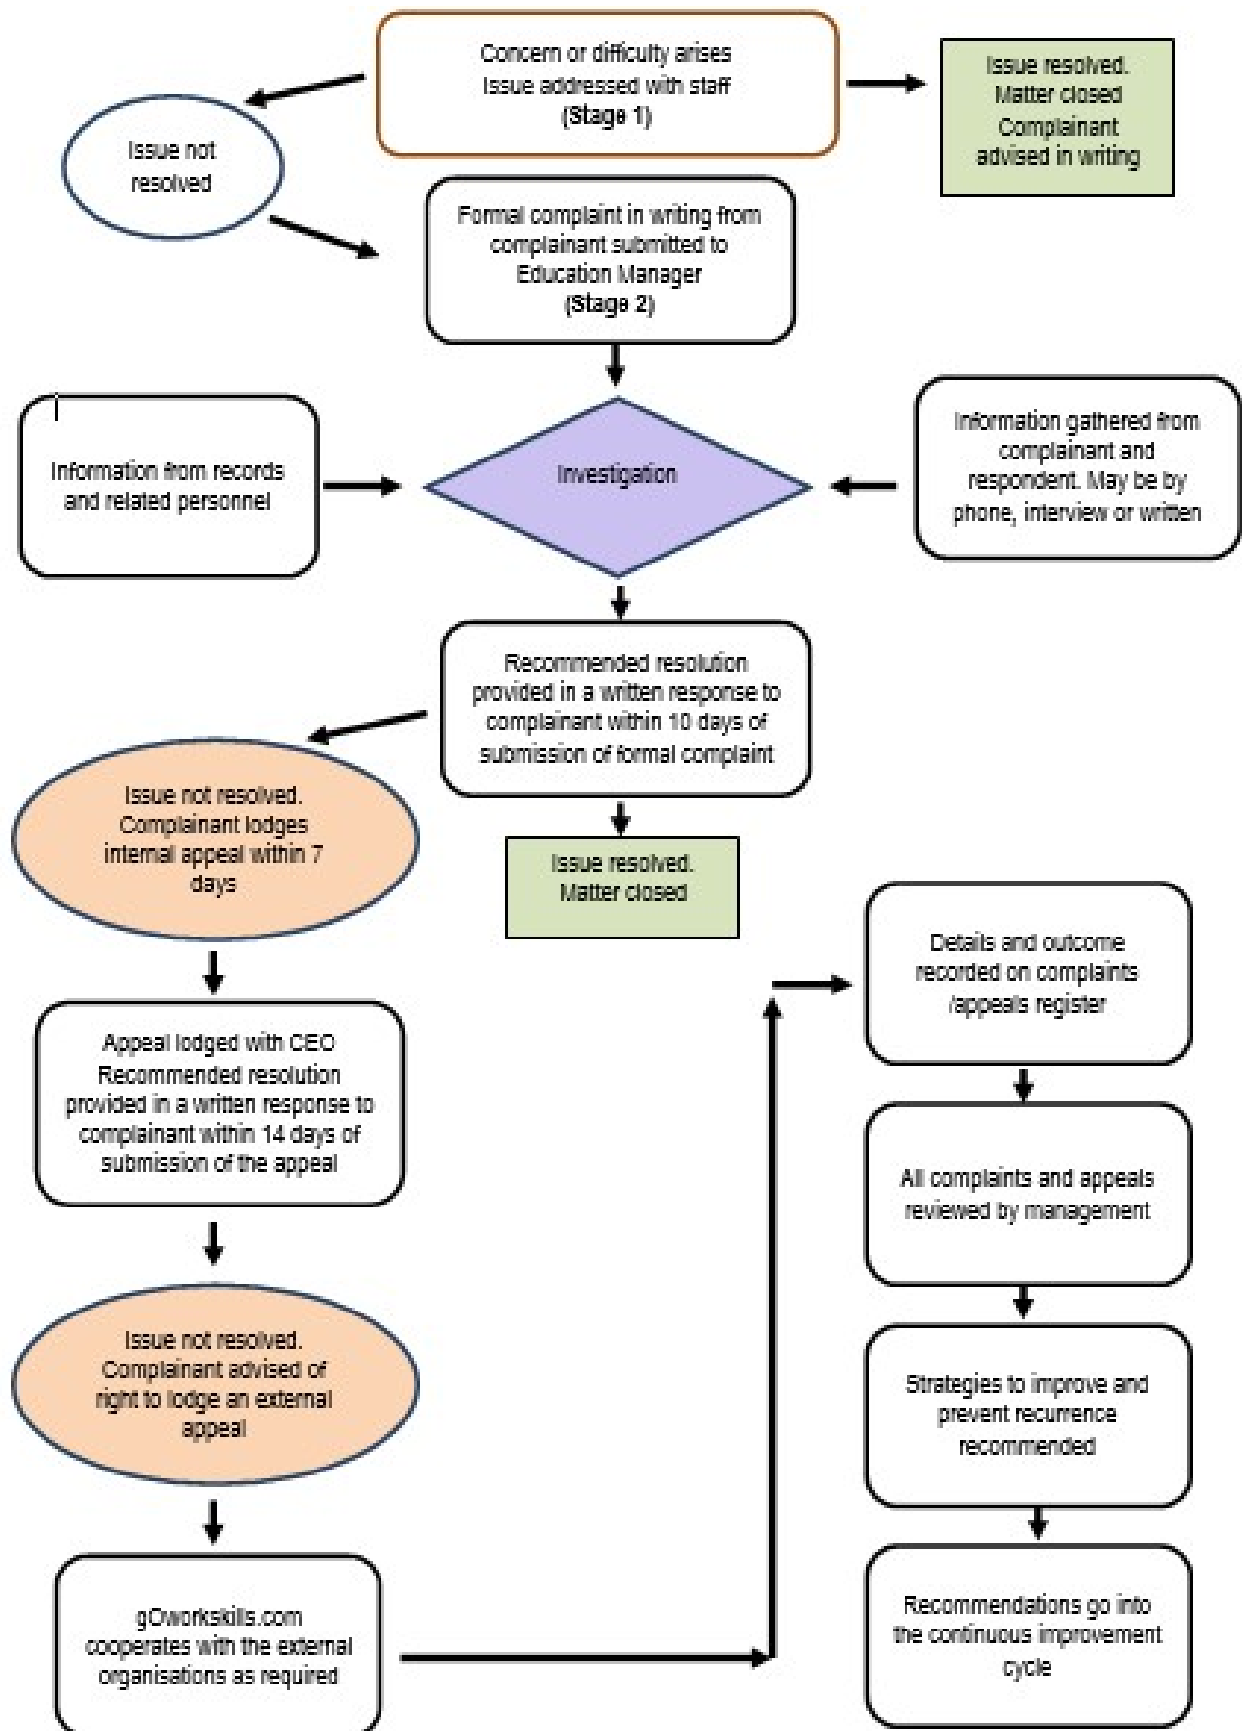 Concern or difficulty arises
Issue addressed with staff
(Stage 1)
Issue resolved.
Matter closed
Complainant
advised in writing
Issue not
resolved
Formal complaint in writing from
complainant submitted to
Education Manager
(Stage 2)
Information from records
and related personnel
Investigation
Information gathered from
complainant and
respondent. May be by
phone, interview or written
Recommended resolution
provided in a written response to
complainant within 10 days of
submission of formal complaint
Issue not resolved.
Complainant lodges
internal appeal within 7
days
Issue resolved.
Matter closed
Appeal lodged with CEO
Recommended resolution
provided in a written response to
complainant within 14 days of
submission of the appeal
Issue not resolved.
Complainant advised of
right to lodge an external
appeal
gOworkskills.com
cooperates with the external
organisations as required
Details and outcome
recorded on complaints
/appeals register
All complaints and appeals
reviewed by management
Strategies to improve and
prevent recurrence
recommended
Recommendations go into
the continuous improvement
cycle